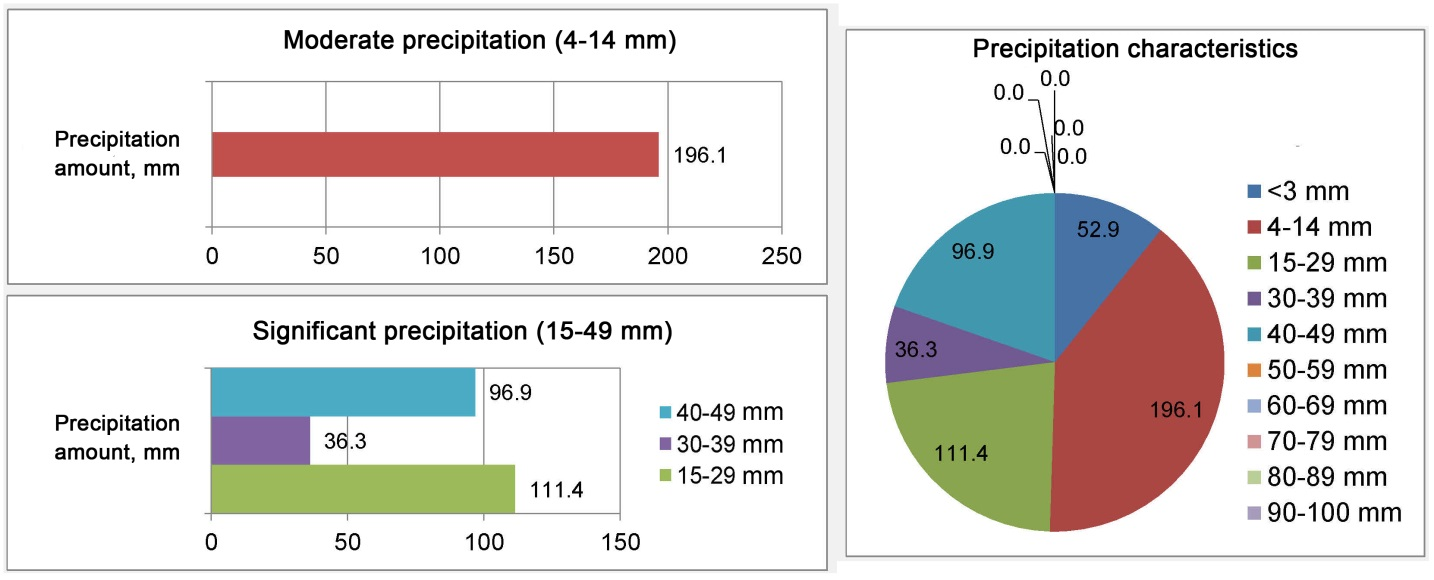 Moderate precipitation (4-14 mm)
Precipitation
amount, mm
196.1
0 50 100 150 200 250
Significant precipitation (15-49 mm)
Precipitation
amount, mm
96.9
36.3
111.4
40-49 mm
30-39 mm
15-29 mm
0 50 100 150
Precipitation characteristics
0.0
0.0
0.0
0.0
0.0
52.9
96.9
36.3
196.1
111.4
<3 mm
4-14 mm
15-29 mm
30-39 mm
40-49 mm
50-59 mm
60-69 mm
70-79 mm
80-89 mm
90-100 mm